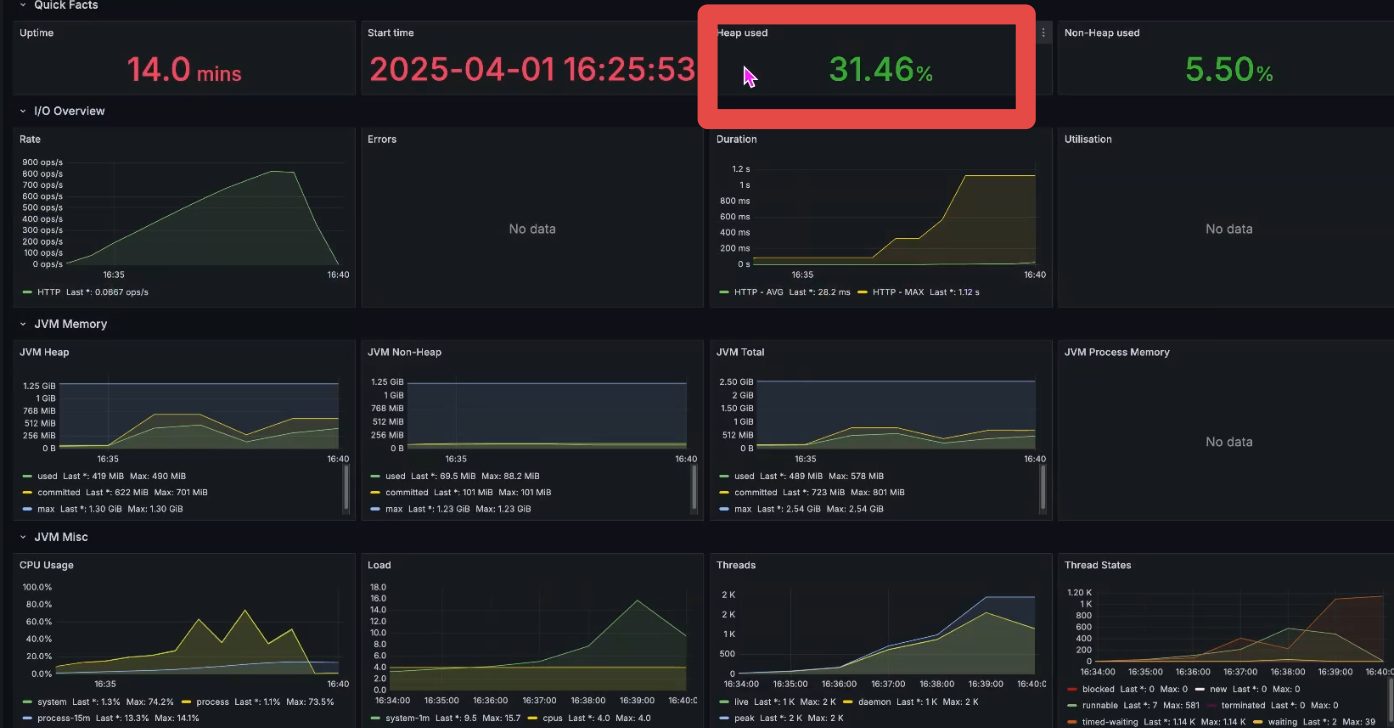 Quick Facts
Uptime
14.0 mins
Start time
2025-04-01 16:25:53
Heap used
31.46%
Non-Heap used
5.50%
I/O Overview
Rate
900 ops/s
800 ops/s
700 ops/s
600 ops/s
500 ops/s
400 ops/s
300 ops/s
200 ops/s
100 ops/s
0 ops/s
16:35 16:40
HTTP Last *: 0.0667 ops/s
Errors
No data
Duration
1.2 s
1 s
800 ms
600 ms
400 ms
200 ms
0 s
16:35 16:40
HTTP - AVG Last *: 28.2 ms HTTP - MAX Last *: 1.12 s
Utilisation
No data
JVM Memory
JVM Heap
1.25 GiB
1 GiB
768 MiB
512 MiB
256 MiB
0 B
16:35 16:40
used Last *: 419 MiB Max: 490 MiB
committed Last *: 622 MiB Max: 701 MiB
max Last *: 1.30 GiB Max: 1.30 GiB
JVM Non-Heap
1.25 GiB
1 GiB
768 MiB
512 MiB
256 MiB
0 B
16:35 16:40
used Last *: 69.5 MiB Max: 88.2 MiB
committed Last *: 101 MiB Max: 101 MiB
max Last *: 1.23 GiB Max: 1.23 GiB
JVM Total
2.50 GiB
2 GiB
1.50 GiB
1 GiB
512 MiB
0 B
16:35 16:40
used Last *: 489 MiB Max: 578 MiB
committed Last *: 723 MiB Max: 801 MiB
max Last *: 2.54 GiB Max: 2.54 GiB
JVM Process Memory
No data
JVM Misc
CPU Usage
100.0%
80.0%
60.0%
40.0%
20.0%
0.0%
16:35 16:40
system Last *: 1.3% Max: 74.2% process Last *: 1.1% Max: 73.5%
process-15m Last *: 13.3% Max: 14.1%
Load
18.0
16.0
14.0
12.0
10.0
8.0
6.0
4.0
2.0
0.0
16:34:00 16:35:00 16:36:00 16:37:00 16:38:00 16:39:00 16:40:0
system-1m Last *: 9.5 Max: 15.7 cpus Last *: 4.0 Max: 4.0
Threads
2 K
2 K
1 K
500
0
16:34:00 16:35:00 16:36:00 16:37:00 16:38:00 16:39:00 16:40:0
live Last *: 1 K Max: 2 K daemon Last *: 1 K Max: 2 K
peak Last *: 2 K Max: 2 K
Thread States
1.20 K
1 K
800
600
400
200
0
16:34:00 16:35:00 16:36:00 16:37:00 16:38:00 16:39:00 16:40:0
blocked Last *: 0 Max: 0 new Last *: 0 Max: 0
runnable Last *: 7 Max: 581 terminated Last *: 0 Max: 0
timed-waiting Last *: 1.14 K Max: 1.14 K waiting Last *: 2 Max: 39